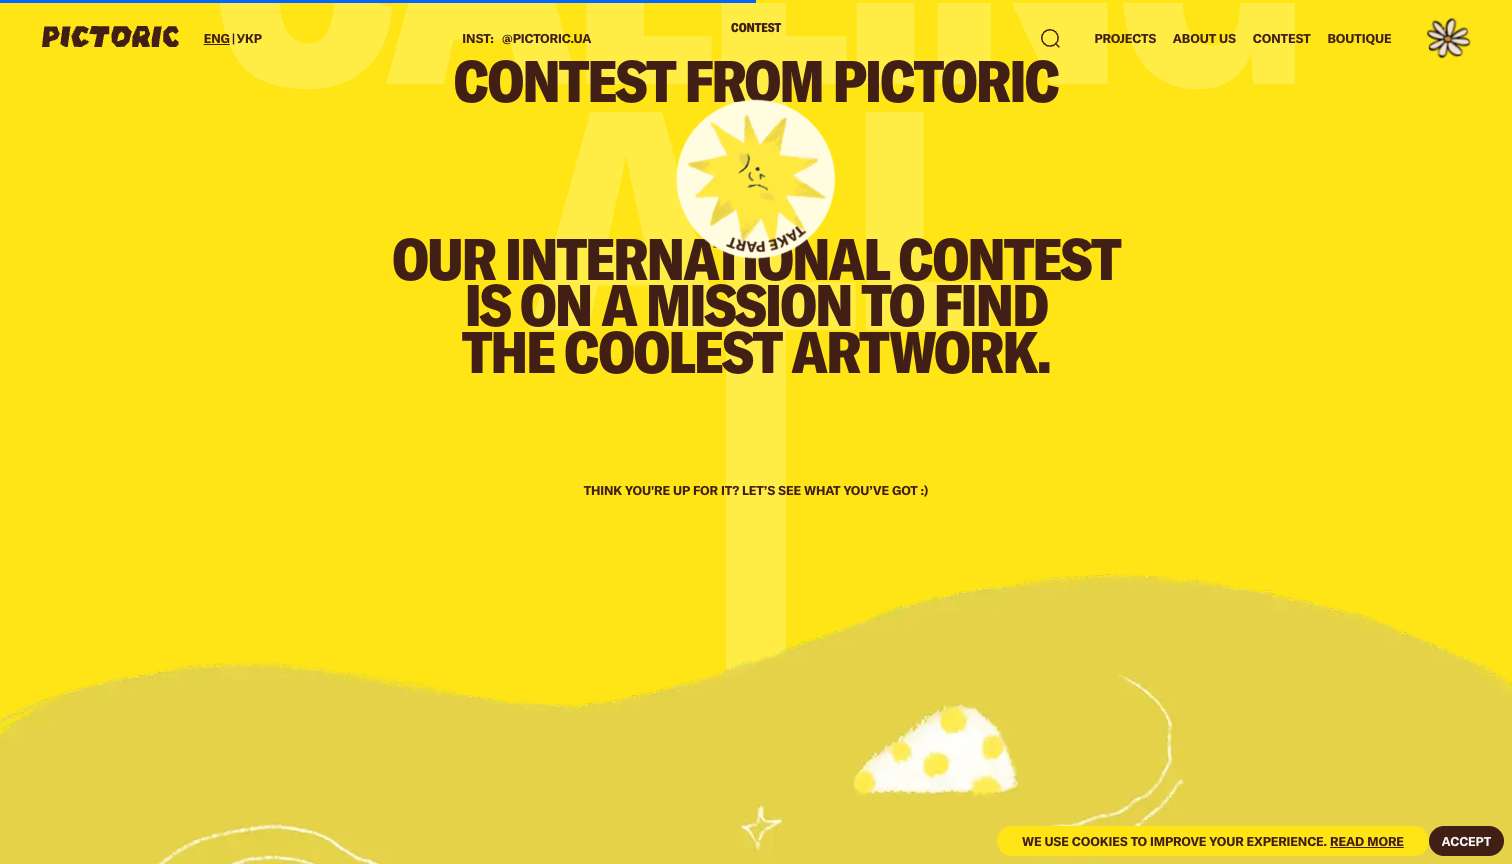 CONTEST
PICTORIC
ENG | УКР
INST: @PICTORIC.UA
PROJECTS
ABOUT US
CONTEST
BOUTIQUE
CONTEST FROM PICTORIC
TAKE PART
OUR INTERNATIONAL CONTEST
IS ON A MISSION TO FIND
THE COOLEST ARTWORK.
THINK YOU'RE UP FOR IT? LET'S SEE WHAT YOU'VE GOT :)
WE USE COOKIES TO IMPROVE YOUR EXPERIENCE. READ MORE
ACCEPT